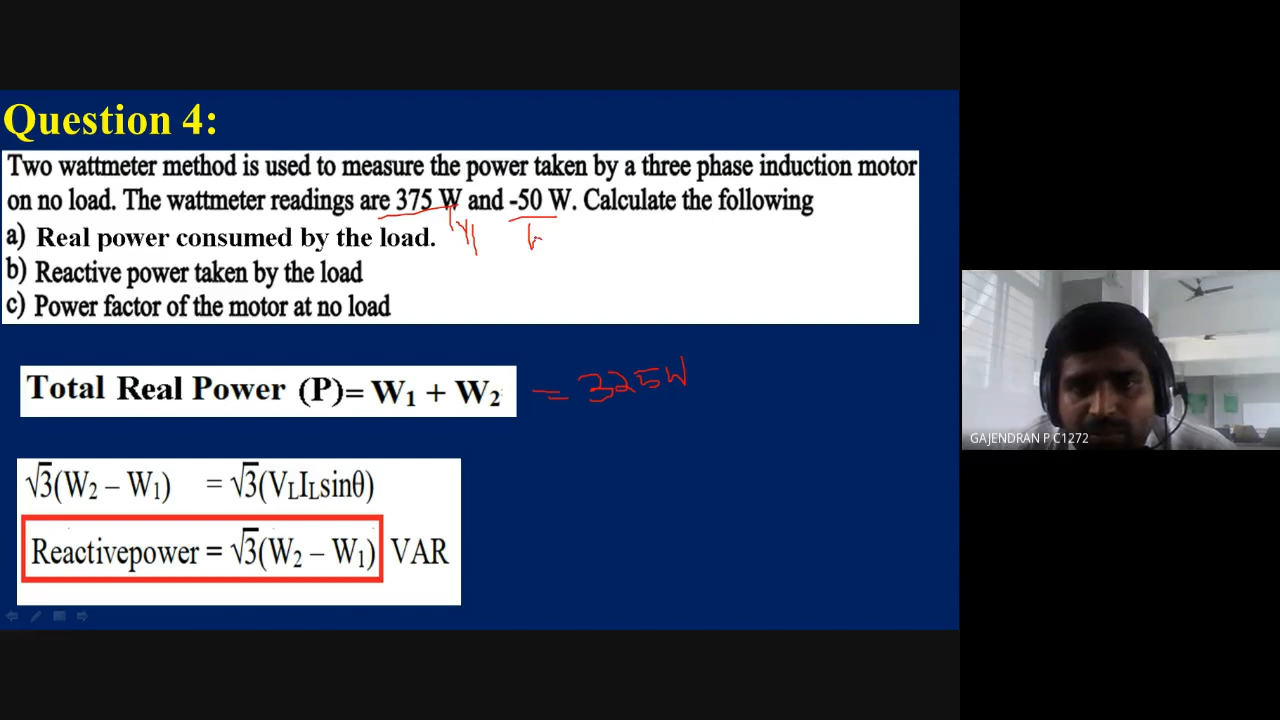 Question 4:
Two wattmeter method is used to measure the power taken by a three phase induction motor
on no load. The wattmeter readings are 375 W and -50 W. Calculate the following
a) Real power consumed by the load.
b) Reactive power taken by the load
c) Power factor of the motor at no load
Total Real Power (P)= W₁ + W₂ = 325W
√3(W₂ – W₁) = √3(VLILsinθ)
Reactivepower = √3(W₂ – W₁) VAR
GAJENDRAN P C1272